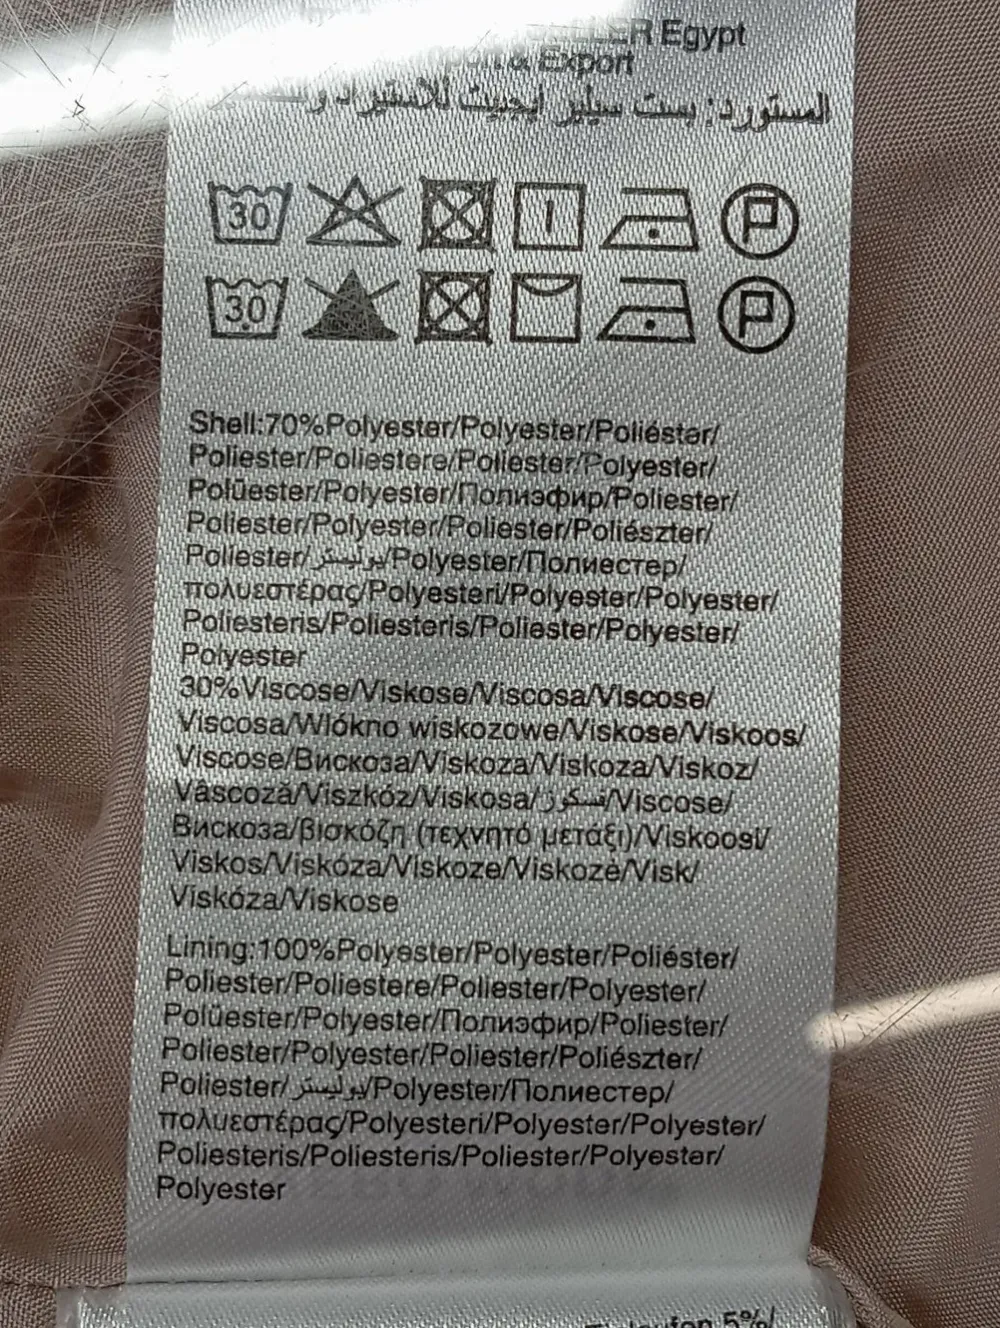 Egypt
& Export
المستورد: بست سيلير ايجيبت للاستيراد
30 P
30 P
Shell:70%Polyester/Polyester/Poliéster/
Poliester/Poliestere/Poliester/Polyester/
Polüester/Polyester/Полиэфир/Poliester/
Poliester/Polyester/Poliester/Poliészter/
Poliester/بوليستر/Polyester/Полиестер/
πολυεστέρας/Polyesteri/Polyester/Polyester/
Poliesteris/Poliesteris/Poliester/Polyester/
Polyester
30%Viscose/Viskose/Viscosa/Viscose/
Viscosa/Wlókno wiskozowe/Viskose/Viskoos/
Viscose/Вискоза/Viskoza/Viskoza/Viskoz/
Vâscoză/Viszkóz/Viskosa/فسكوز/Viscose/
Вискоза/βισκόζη (τεχνητό μετάξι)/Viskoosi/
Viskos/Viskóza/Viskoze/Viskozė/Visk/
Viskóza/Viskose
Lining:100%Polyester/Polyester/Poliéster/
Poliester/Poliestere/Poliester/Polyester/
Polüester/Polyester/Полиэфир/Poliester/
Poliester/Polyester/Poliester/Poliészter/
Poliester/بوليستر/Polyester/Полиестер/
πολυεστέρας/Polyesteri/Polyester/Polyester/
Poliesteris/Poliesteris/Poliester/Polyester/
Polyester
5%/